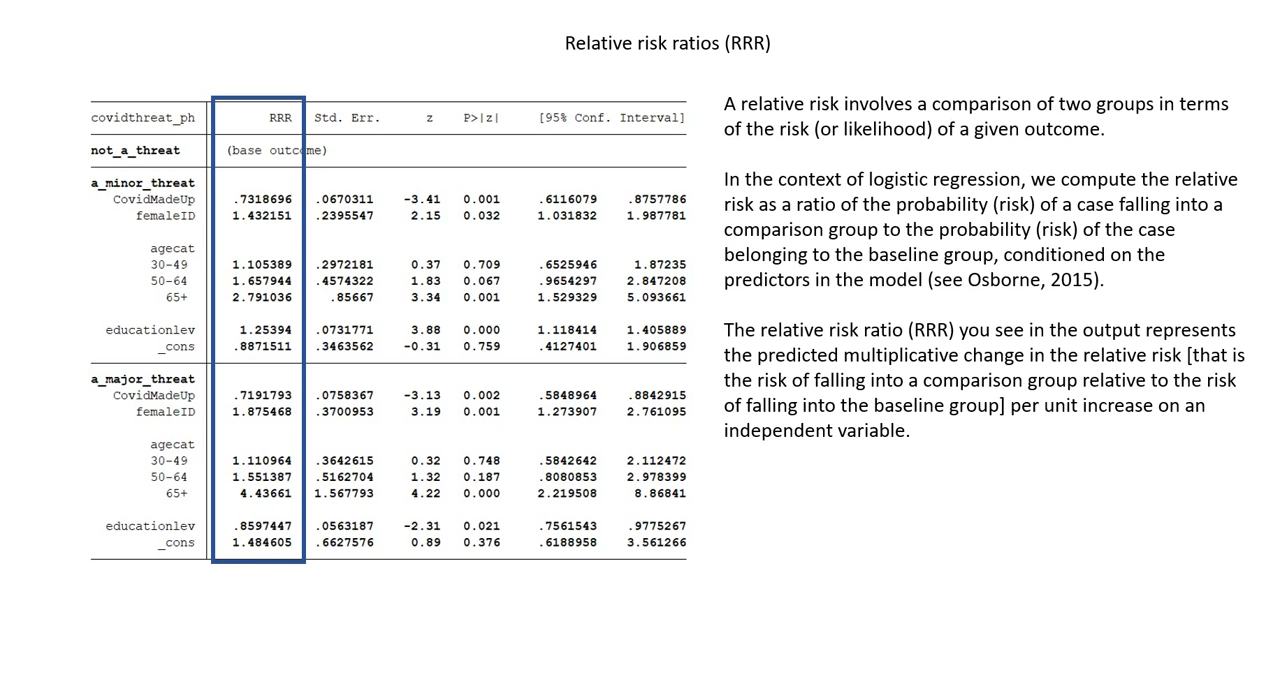 Relative risk ratios (RRR)
covidthreat_ph RRR Std. Err. z P>|z| [95% Conf. Interval]
not_a_threat (base outcome)
a_minor_threat
CovidMadeUp .7318696 .0670311 -3.41 0.001 .6116079 .8757786
femaleID 1.432151 .2395547 2.15 0.032 1.031832 1.987781
agecat
30-49 1.105389 .2972181 0.37 0.709 .6525946 1.87235
50-64 1.657944 .4574322 1.83 0.067 .9654297 2.847208
65+ 2.791036 .85667 3.34 0.001 1.529329 5.093661
educationlev 1.25394 .0731771 3.88 0.000 1.118414 1.405889
_cons .8871511 .3463562 -0.31 0.759 .4127401 1.906859
a_major_threat
CovidMadeUp .7191793 .0758367 -3.13 0.002 .5848964 .8842915
femaleID 1.875468 .3700953 3.19 0.001 1.273907 2.761095
agecat
30-49 1.110964 .3642615 0.32 0.748 .5842642 2.112472
50-64 1.551387 .5162704 1.32 0.187 .8080853 2.978399
65+ 4.43661 1.567793 4.22 0.000 2.219508 8.86841
educationlev .8597447 .0563187 -2.31 0.021 .7561543 .9775267
_cons 1.484605 .6627576 0.89 0.376 .6188958 3.561266
A relative risk involves a comparison of two groups in terms
of the risk (or likelihood) of a given outcome.
In the context of logistic regression, we compute the relative
risk as a ratio of the probability (risk) of a case falling into a
comparison group to the probability (risk) of the case
belonging to the baseline group, conditioned on the
predictors in the model (see Osborne, 2015).
The relative risk ratio (RRR) you see in the output represents
the predicted multiplicative change in the relative risk [that is
the risk of falling into a comparison group relative to the risk
of falling into the baseline group] per unit increase on an
independent variable.